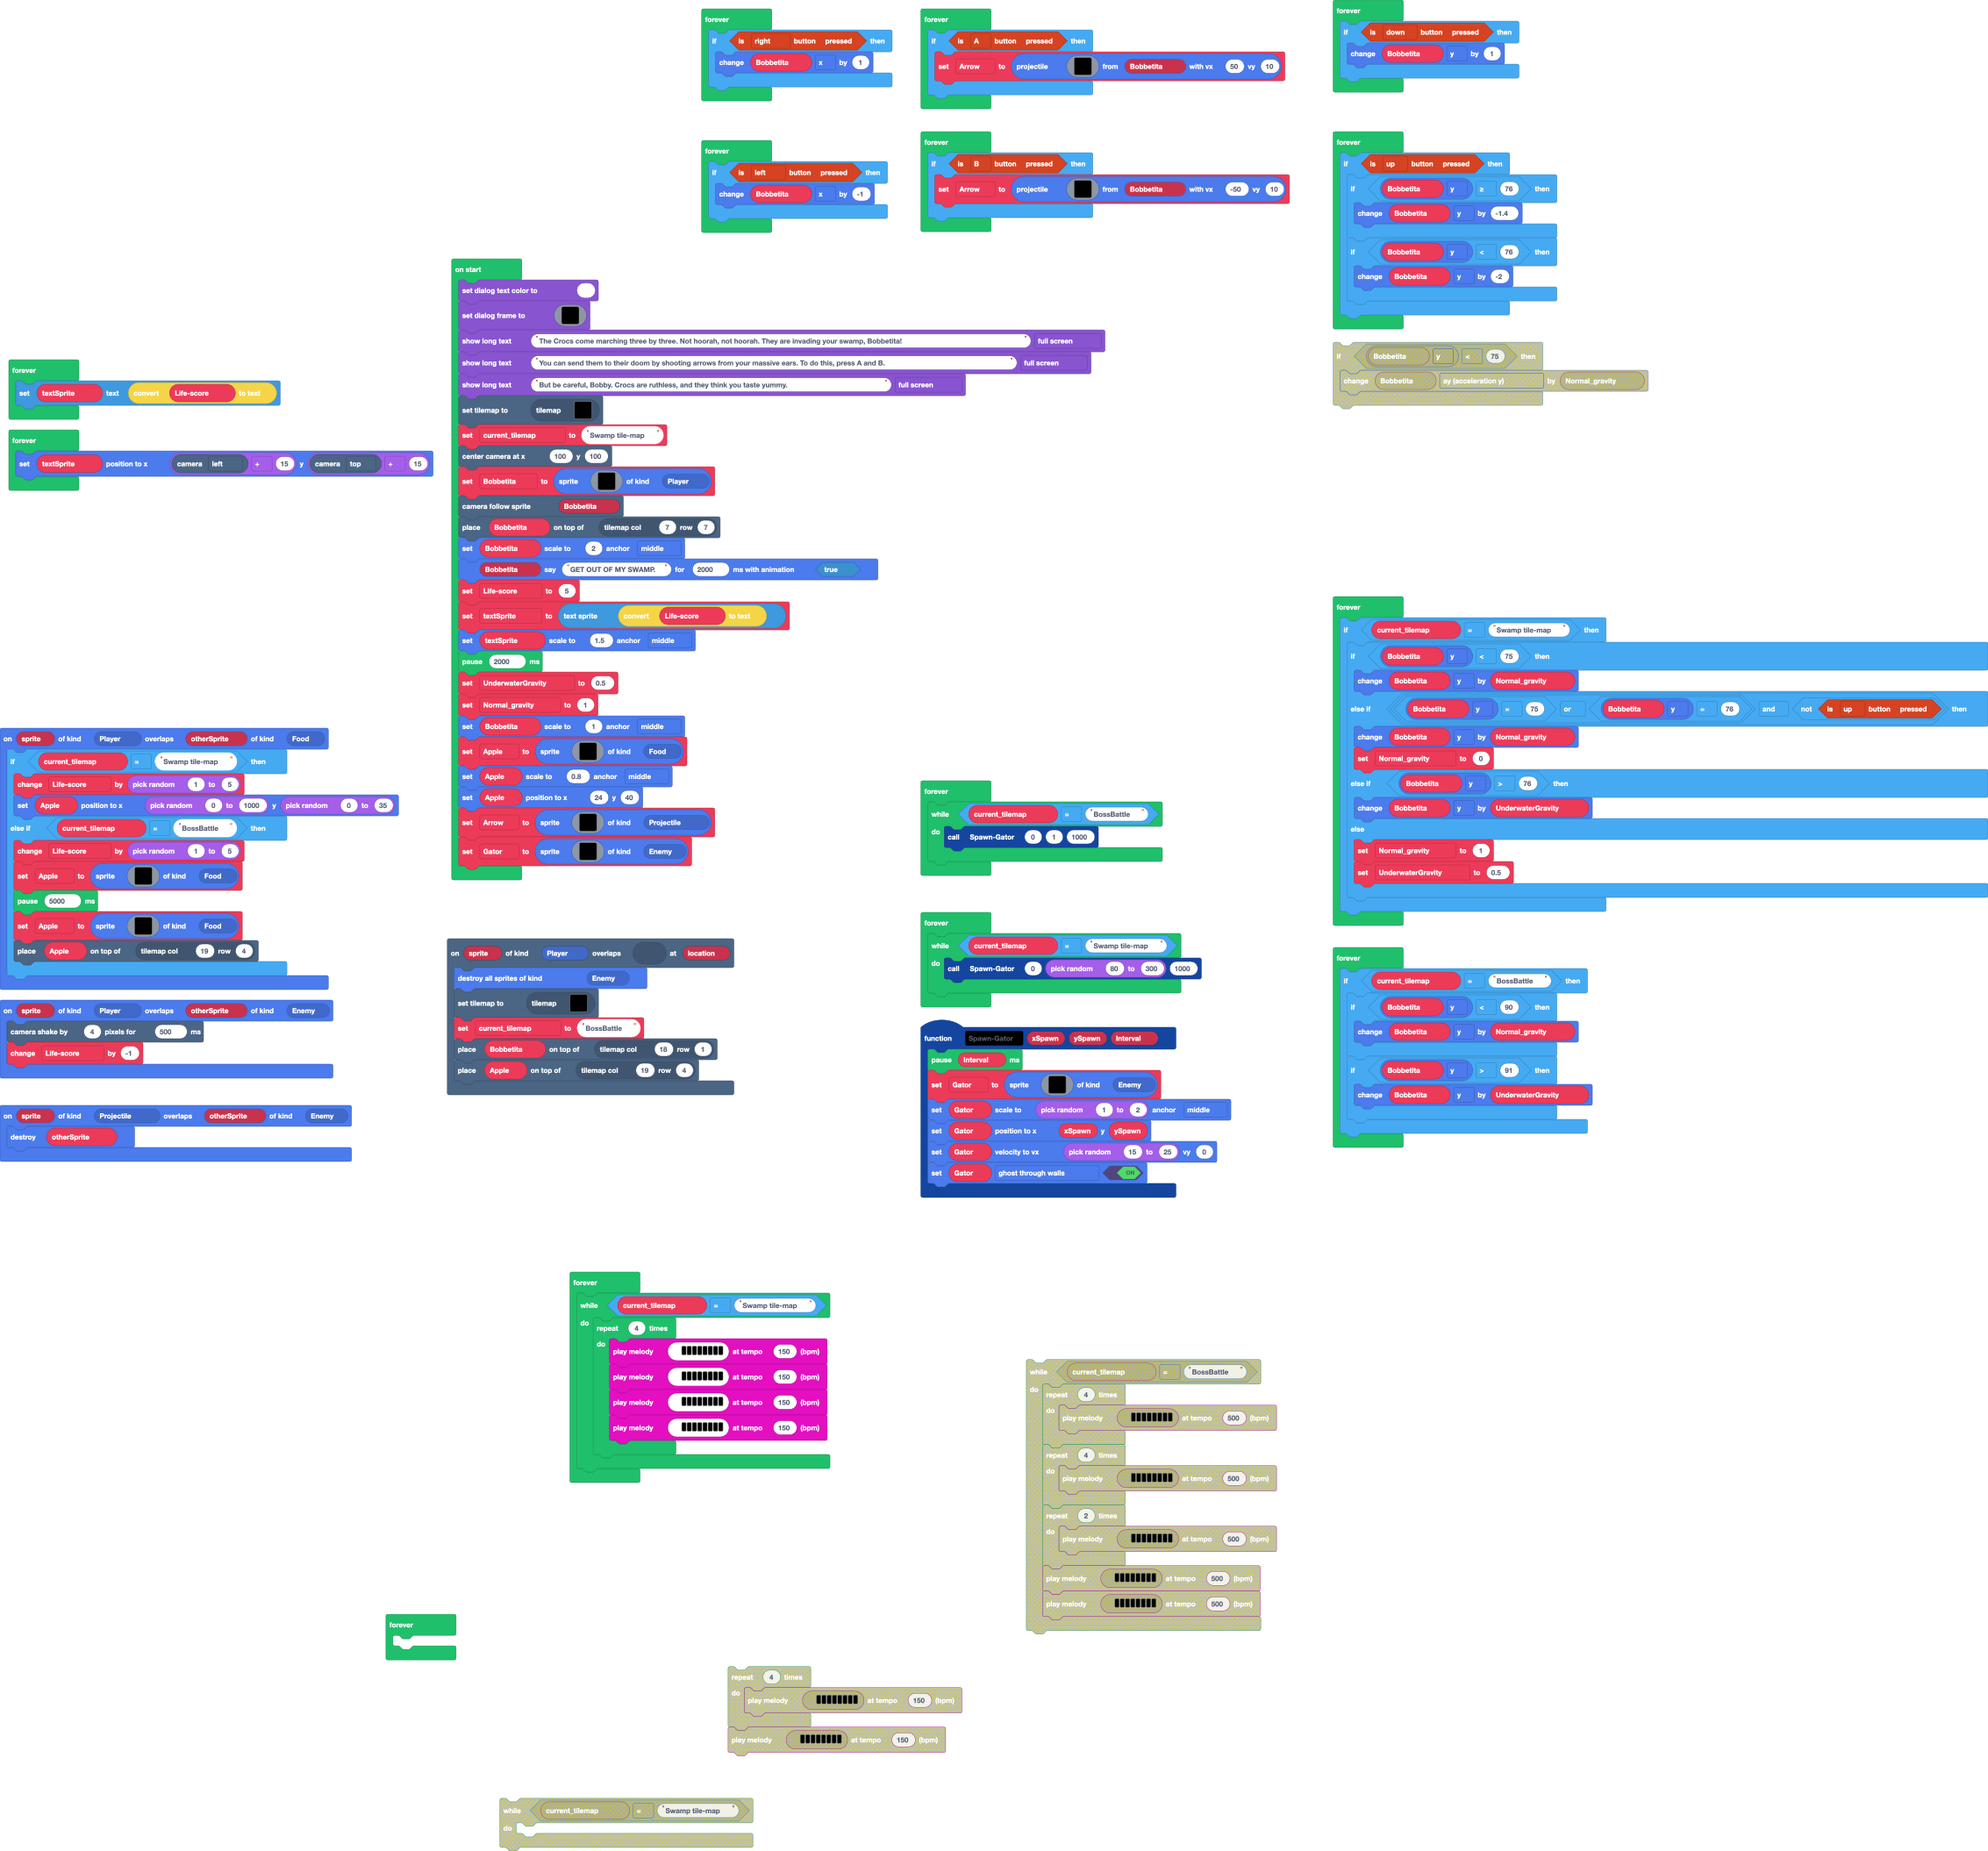 forever
if is right button pressed then
change Bobbetita x by 1
forever
if is A button pressed then
set Arrow to projectile from Bobbetita with vx 50 vy 10
forever
if is down button pressed then
change Bobbetita y by 1
forever
if is left button pressed then
change Bobbetita x by -1
forever
if is B button pressed then
set Arrow to projectile from Bobbetita with vx -50 vy 10
forever
if is up button pressed then
if Bobbetita y ≥ 76 then
change Bobbetita y by -1.4
if Bobbetita y < 76 then
change Bobbetita y by -2
if Bobbetita y < 75 then
change Bobbetita ay (acceleration y) by Normal_gravity
forever
set textSprite text convert Life-score to text
forever
set textSprite position to x camera left + 15 y camera top + 15
on start
set dialog text color to
set dialog frame to
show long text "The Crocs come marching three by three. Not hoorah, not hoorah. They are invading your swamp, Bobbetita!" full screen
show long text "You can send them to their doom by shooting arrows from your massive ears. To do this, press A and B." full screen
show long text "But be careful, Bobby. Crocs are ruthless, and they think you taste yummy." full screen
set tilemap to tilemap
set current_tilemap to "Swamp tile-map"
center camera at x 100 y 100
set Bobbetita to sprite of kind Player
camera follow sprite Bobbetita
place Bobbetita on top of tilemap col 7 row 7
set Bobbetita scale to 2 anchor middle
Bobbetita say "GET OUT OF MY SWAMP." for 2000 ms with animation true
set Life-score to 5
set textSprite to text sprite convert Life-score to text
set textSprite scale to 1.5 anchor middle
pause 2000 ms
set UnderwaterGravity to 0.5
set Normal_gravity to 1
set Bobbetita scale to 1 anchor middle
set Apple to sprite of kind Food
set Apple scale to 0.8 anchor middle
set Apple position to x 24 y 40
set Arrow to sprite of kind Projectile
set Gator to sprite of kind Enemy
on sprite of kind Player overlaps otherSprite of kind Food
if current_tilemap = "Swamp tile-map" then
change Life-score by pick random 1 to 5
set Apple position to x pick random 0 to 1000 y pick random 0 to 35
else if current_tilemap = "BossBattle" then
change Life-score by pick random 1 to 5
set Apple to sprite of kind Food
pause 5000 ms
set Apple to sprite of kind Food
place Apple on top of tilemap col 19 row 4
on sprite of kind Player overlaps otherSprite of kind Enemy
camera shake by 4 pixels for 500 ms
change Life-score by -1
on sprite of kind Projectile overlaps otherSprite of kind Enemy
destroy otherSprite
on sprite of kind Player overlaps at location
destroy all sprites of kind Enemy
set tilemap to tilemap
set current_tilemap to "BossBattle"
place Bobbetita on top of tilemap col 18 row 1
place Apple on top of tilemap col 19 row 4
forever
while current_tilemap = "BossBattle"
do call Spawn-Gator 0 1 1000
forever
while current_tilemap = "Swamp tile-map"
do call Spawn-Gator 0 pick random 80 to 300 1000
function Spawn-Gator xSpawn ySpawn Interval
pause Interval ms
set Gator to sprite of kind Enemy
set Gator scale to pick random 1 to 2 anchor middle
set Gator position to x xSpawn y ySpawn
set Gator velocity to vx pick random 15 to 25 vy 0
set Gator ghost through walls ON
forever
if current_tilemap = "Swamp tile-map" then
if Bobbetita y < 75 then
change Bobbetita y by Normal_gravity
else if Bobbetita y = 75 or Bobbetita y = 76 and not is up button pressed then
change Bobbetita y by Normal_gravity
set Normal_gravity to 0
else if Bobbetita y > 76 then
change Bobbetita y by UnderwaterGravity
else
set Normal_gravity to 1
set UnderwaterGravity to 0.5
forever
if current_tilemap = "BossBattle" then
if Bobbetita y < 90 then
change Bobbetita y by Normal_gravity
if Bobbetita y > 91 then
change Bobbetita y by UnderwaterGravity
forever
while current_tilemap = "Swamp tile-map"
do repeat 4 times
do play melody at tempo 150 (bpm)
play melody at tempo 150 (bpm)
play melody at tempo 150 (bpm)
play melody at tempo 150 (bpm)
while current_tilemap = "BossBattle"
do repeat 4 times
do play melody at tempo 500 (bpm)
repeat 4 times
do play melody at tempo 500 (bpm)
repeat 2 times
do play melody at tempo 500 (bpm)
play melody at tempo 500 (bpm)
play melody at tempo 500 (bpm)
forever
repeat 4 times
do play melody at tempo 150 (bpm)
play melody at tempo 150 (bpm)
while current_tilemap = "Swamp tile-map"
do